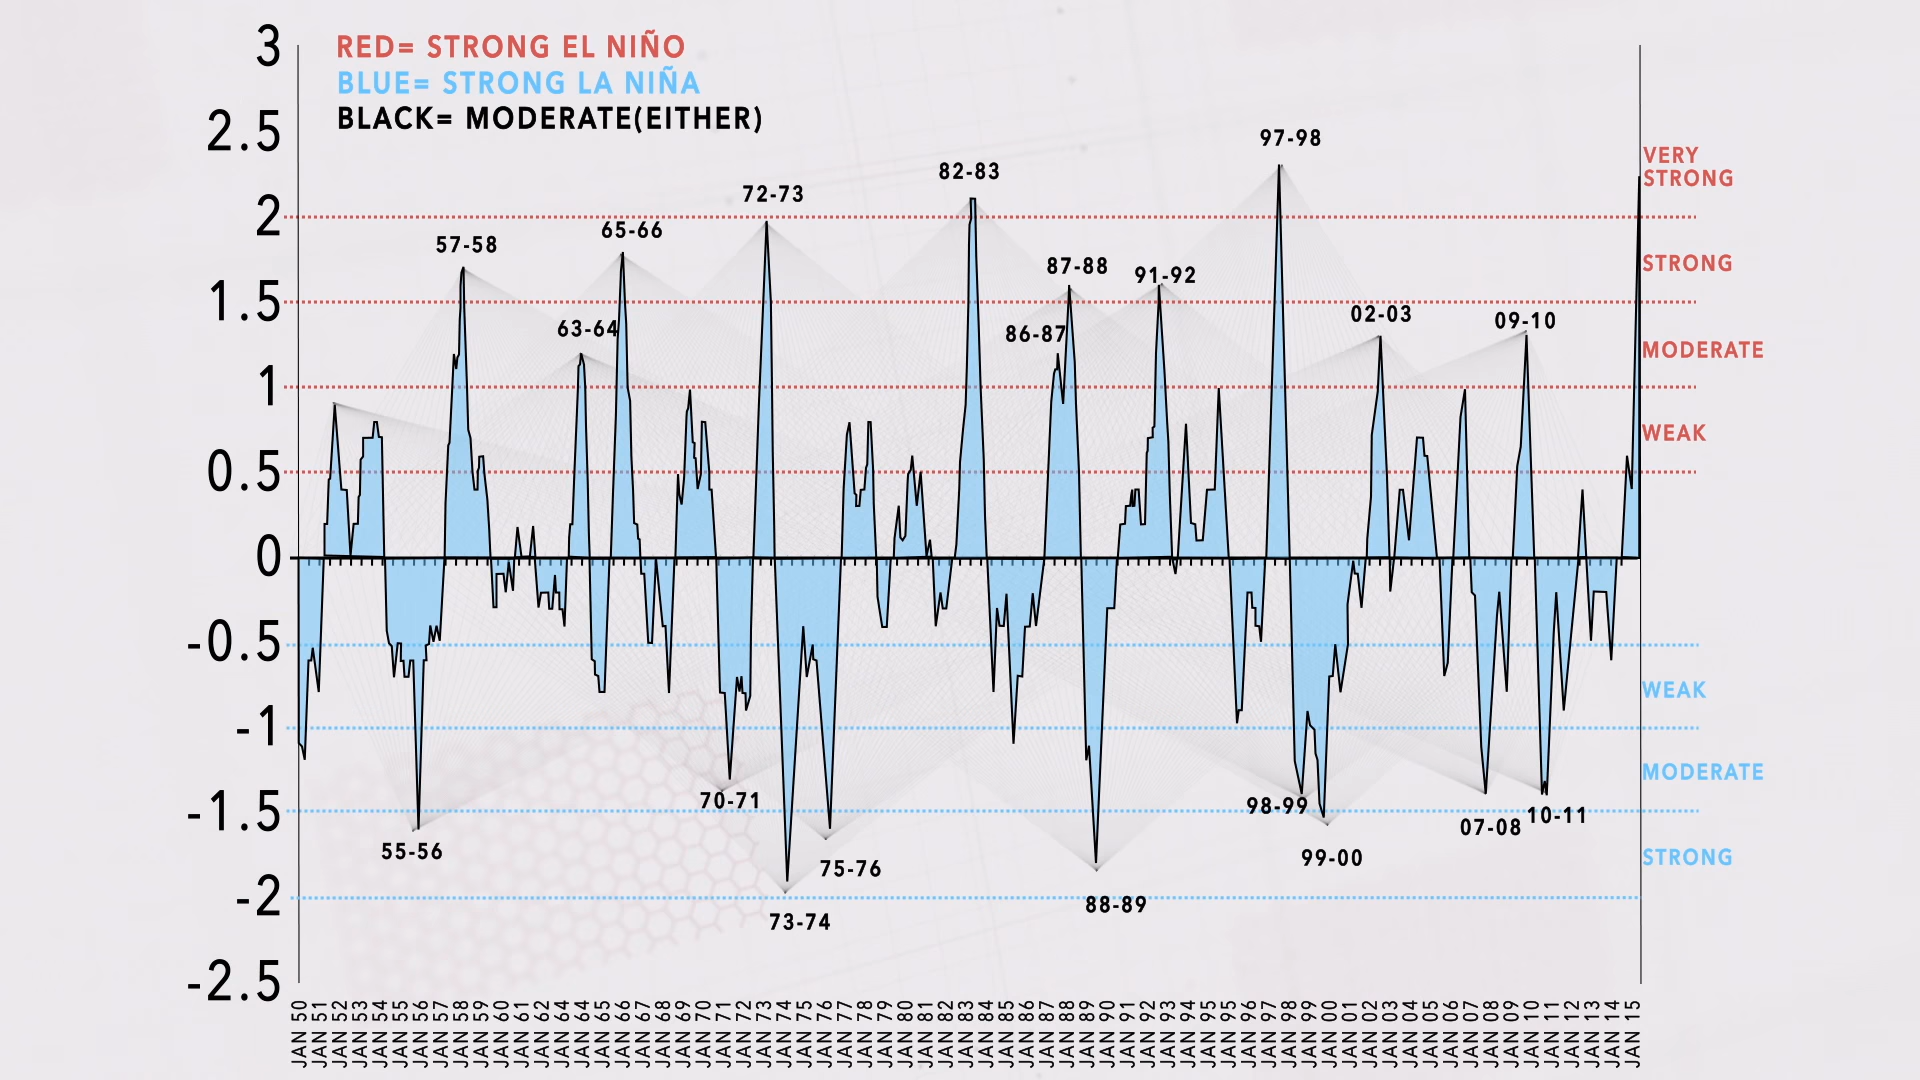 RED= STRONG EL NIÑO
BLUE= STRONG LA NIÑA
BLACK= MODERATE(EITHER)
3
2.5
2
1.5
1
0.5
0
-0.5
-1
-1.5
-2
-2.5
57-58
63-64
65-66
72-73
82-83
86-87
87-88
91-92
97-98
02-03
09-10
55-56
70-71
73-74
75-76
88-89
98-99
99-00
07-08
10-11
VERY
STRONG
STRONG
MODERATE
WEAK
WEAK
MODERATE
STRONG
JAN 50
JAN 51
JAN 52
JAN 53
JAN 54
JAN 55
JAN 56
JAN 57
JAN 58
JAN 59
JAN 60
JAN 61
JAN 62
JAN 64
JAN 64
JAN 65
JAN 66
JAN 67
JAN 68
JAN 69
JAN 70
JAN 71
JAN 72
JAN 73
JAN 74
JAN 75
JAN 76
JAN 77
JAN 78
JAN 79
JAN 80
JAN 81
JAN 83
JAN 84
JAN 85
JAN 86
JAN 87
JAN 88
JAN 89
JAN 90
JAN 91
JAN 92
JAN 93
JAN 94
JAN 95
JAN 96
JAN 97
JAN 98
JAN 99
JAN 00
JAN 01
JAN 02
JAN 03
JAN 04
JAN 05
JAN 06
JAN 07
JAN 08
JAN 09
JAN 10
JAN 11
JAN 12
JAN 13
JAN 14
JAN 15